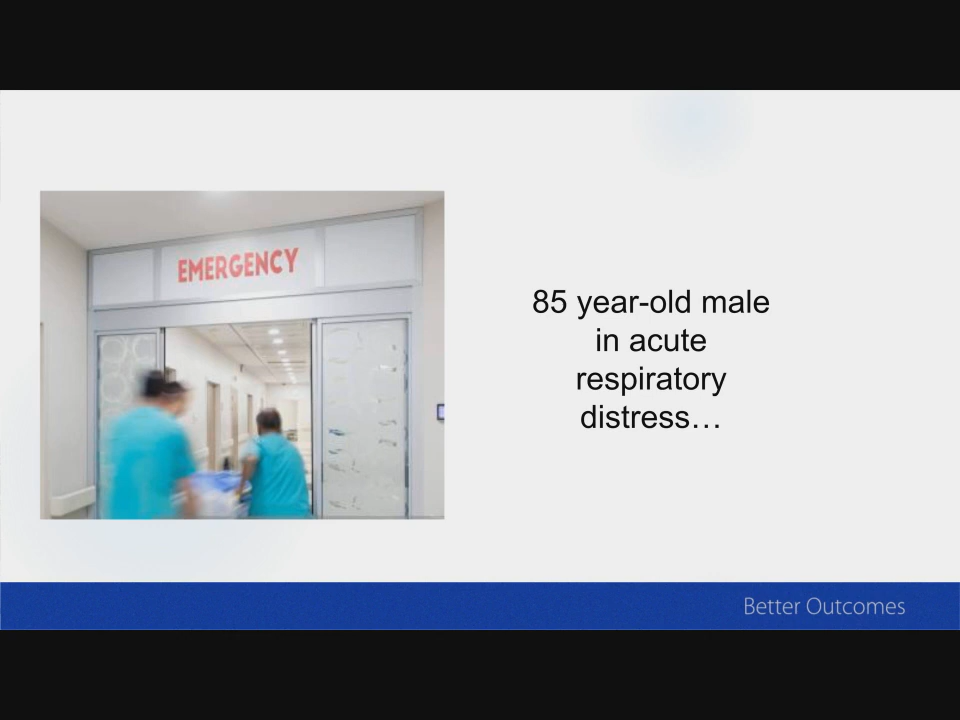 EMERGENCY
85 year-old male
in acute
respiratory
distress…
Better Outcomes